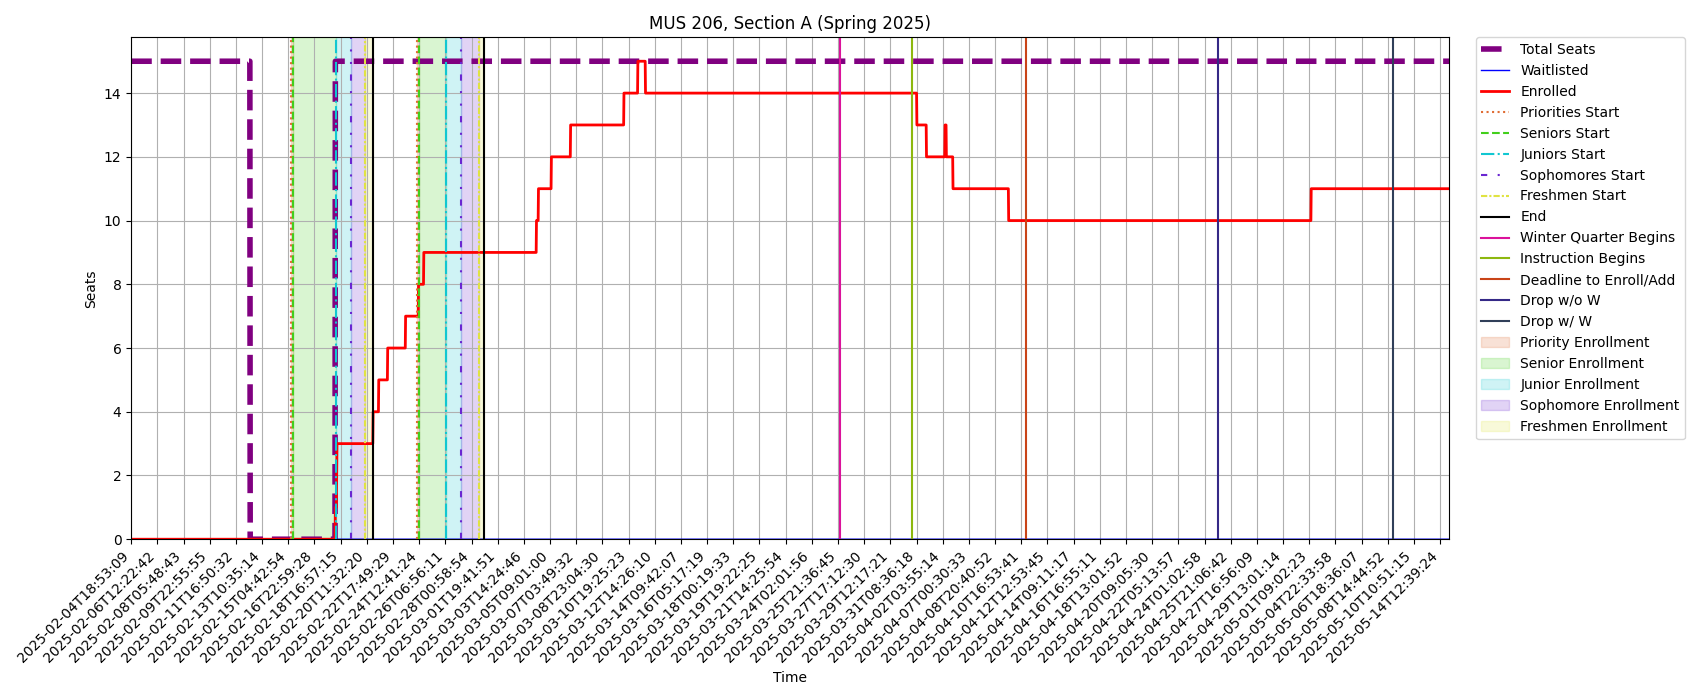 MUS 206, Section A (Spring 2025)
Total Seats
Waitlisted
Enrolled
Priorities Start
Seniors Start
Juniors Start
Sophomores Start
Freshmen Start
End
Winter Quarter Begins
Instruction Begins
Deadline to Enroll/Add
Drop w/o W
Drop w/ W
Priority Enrollment
Senior Enrollment
Junior Enrollment
Sophomore Enrollment
Freshmen Enrollment
Seats
14
12
10
8
6
4
2
0
2025-02-04T18:53:09
2025-02-06T12:22:42
2025-02-08T05:48:43
2025-02-09T22:55:55
2025-02-11T16:50:32
2025-02-13T10:35:14
2025-02-15T04:42:54
2025-02-16T22:59:28
2025-02-18T16:57:15
2025-02-20T11:32:20
2025-02-22T17:49:29
2025-02-24T12:41:24
2025-02-26T06:56:11
2025-02-28T00:58:54
2025-03-01T19:41:51
2025-03-03T14:24:46
2025-03-05T09:01:00
2025-03-07T03:49:32
2025-03-08T23:04:30
2025-03-10T19:25:23
2025-03-12T14:26:10
2025-03-14T09:42:07
2025-03-16T05:17:19
2025-03-18T00:19:33
2025-03-19T19:22:25
2025-03-21T14:25:54
2025-03-24T02:01:56
2025-03-25T21:36:45
2025-03-27T17:12:30
2025-03-29T12:17:21
2025-03-31T08:36:18
2025-04-02T03:55:14
2025-04-07T00:30:33
2025-04-08T20:40:52
2025-04-10T16:53:41
2025-04-12T12:53:45
2025-04-14T09:11:17
2025-04-16T16:55:11
2025-04-18T13:01:52
2025-04-20T09:05:30
2025-04-22T05:13:57
2025-04-24T01:02:58
2025-04-25T21:06:42
2025-04-27T16:56:09
2025-04-29T13:01:14
2025-05-01T09:02:23
2025-05-04T22:33:58
2025-05-06T18:36:07
2025-05-08T14:44:52
2025-05-10T10:51:15
2025-05-14T12:39:24
Time